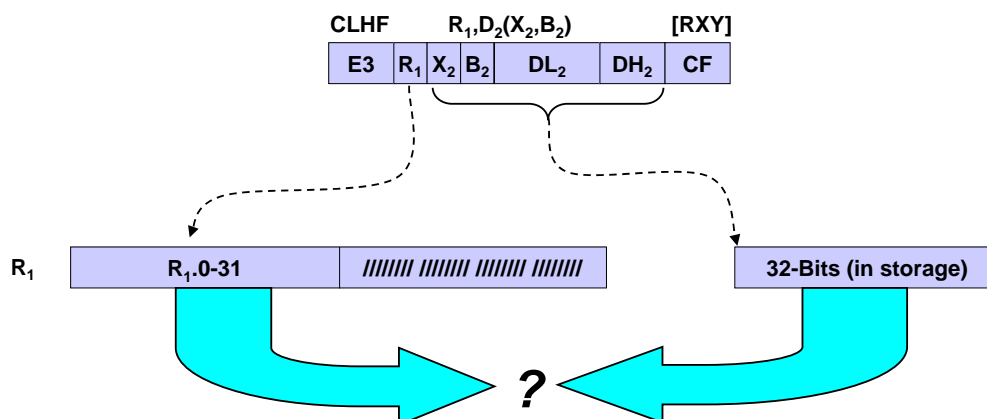 CLHF R₁,D₂(X₂,B₂) [RXY]
E3 R₁ X₂ B₂ DL₂ DH₂ CF
R₁ R₁.0-31 //////// //////// //////// //////// 32-Bits (in storage)
?